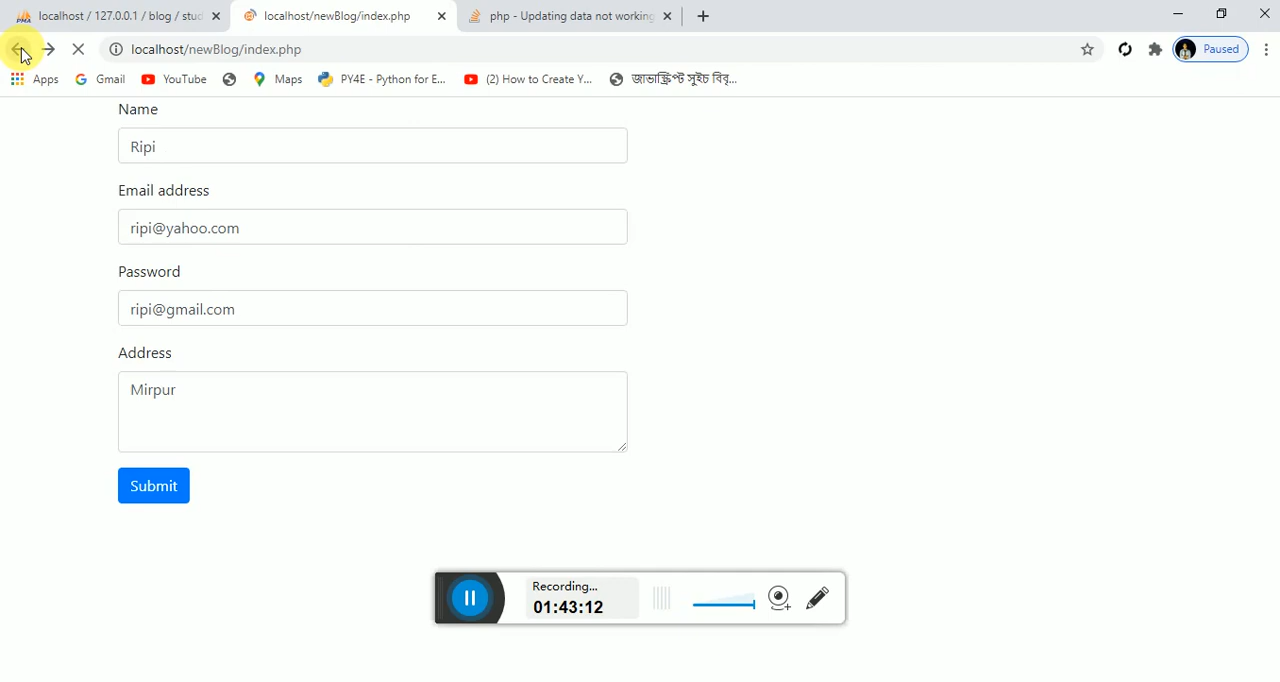 localhost / 127.0.0.1 / blog / stud
localhost/newBlog/index.php
php - Updating data not working
localhost/newBlog/index.php
Paused
Apps
Gmail
YouTube
Maps
PY4E - Python for E...
(2) How to Create Y...
জাভাস্ক্রিপ্ট সুইচ বিবৃ...
Name
Ripi
Email address
ripi@yahoo.com
Password
ripi@gmail.com
Address
Mirpur
Submit
Recording...
01:43:12